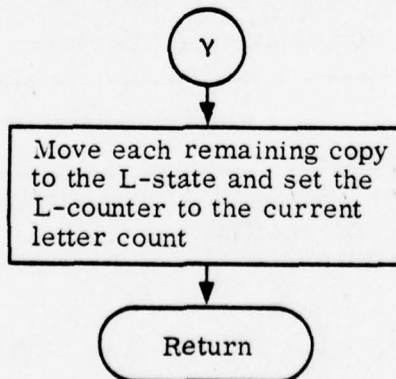 γ
Move each remaining copy
to the L-state and set the
L-counter to the current
letter count
Return